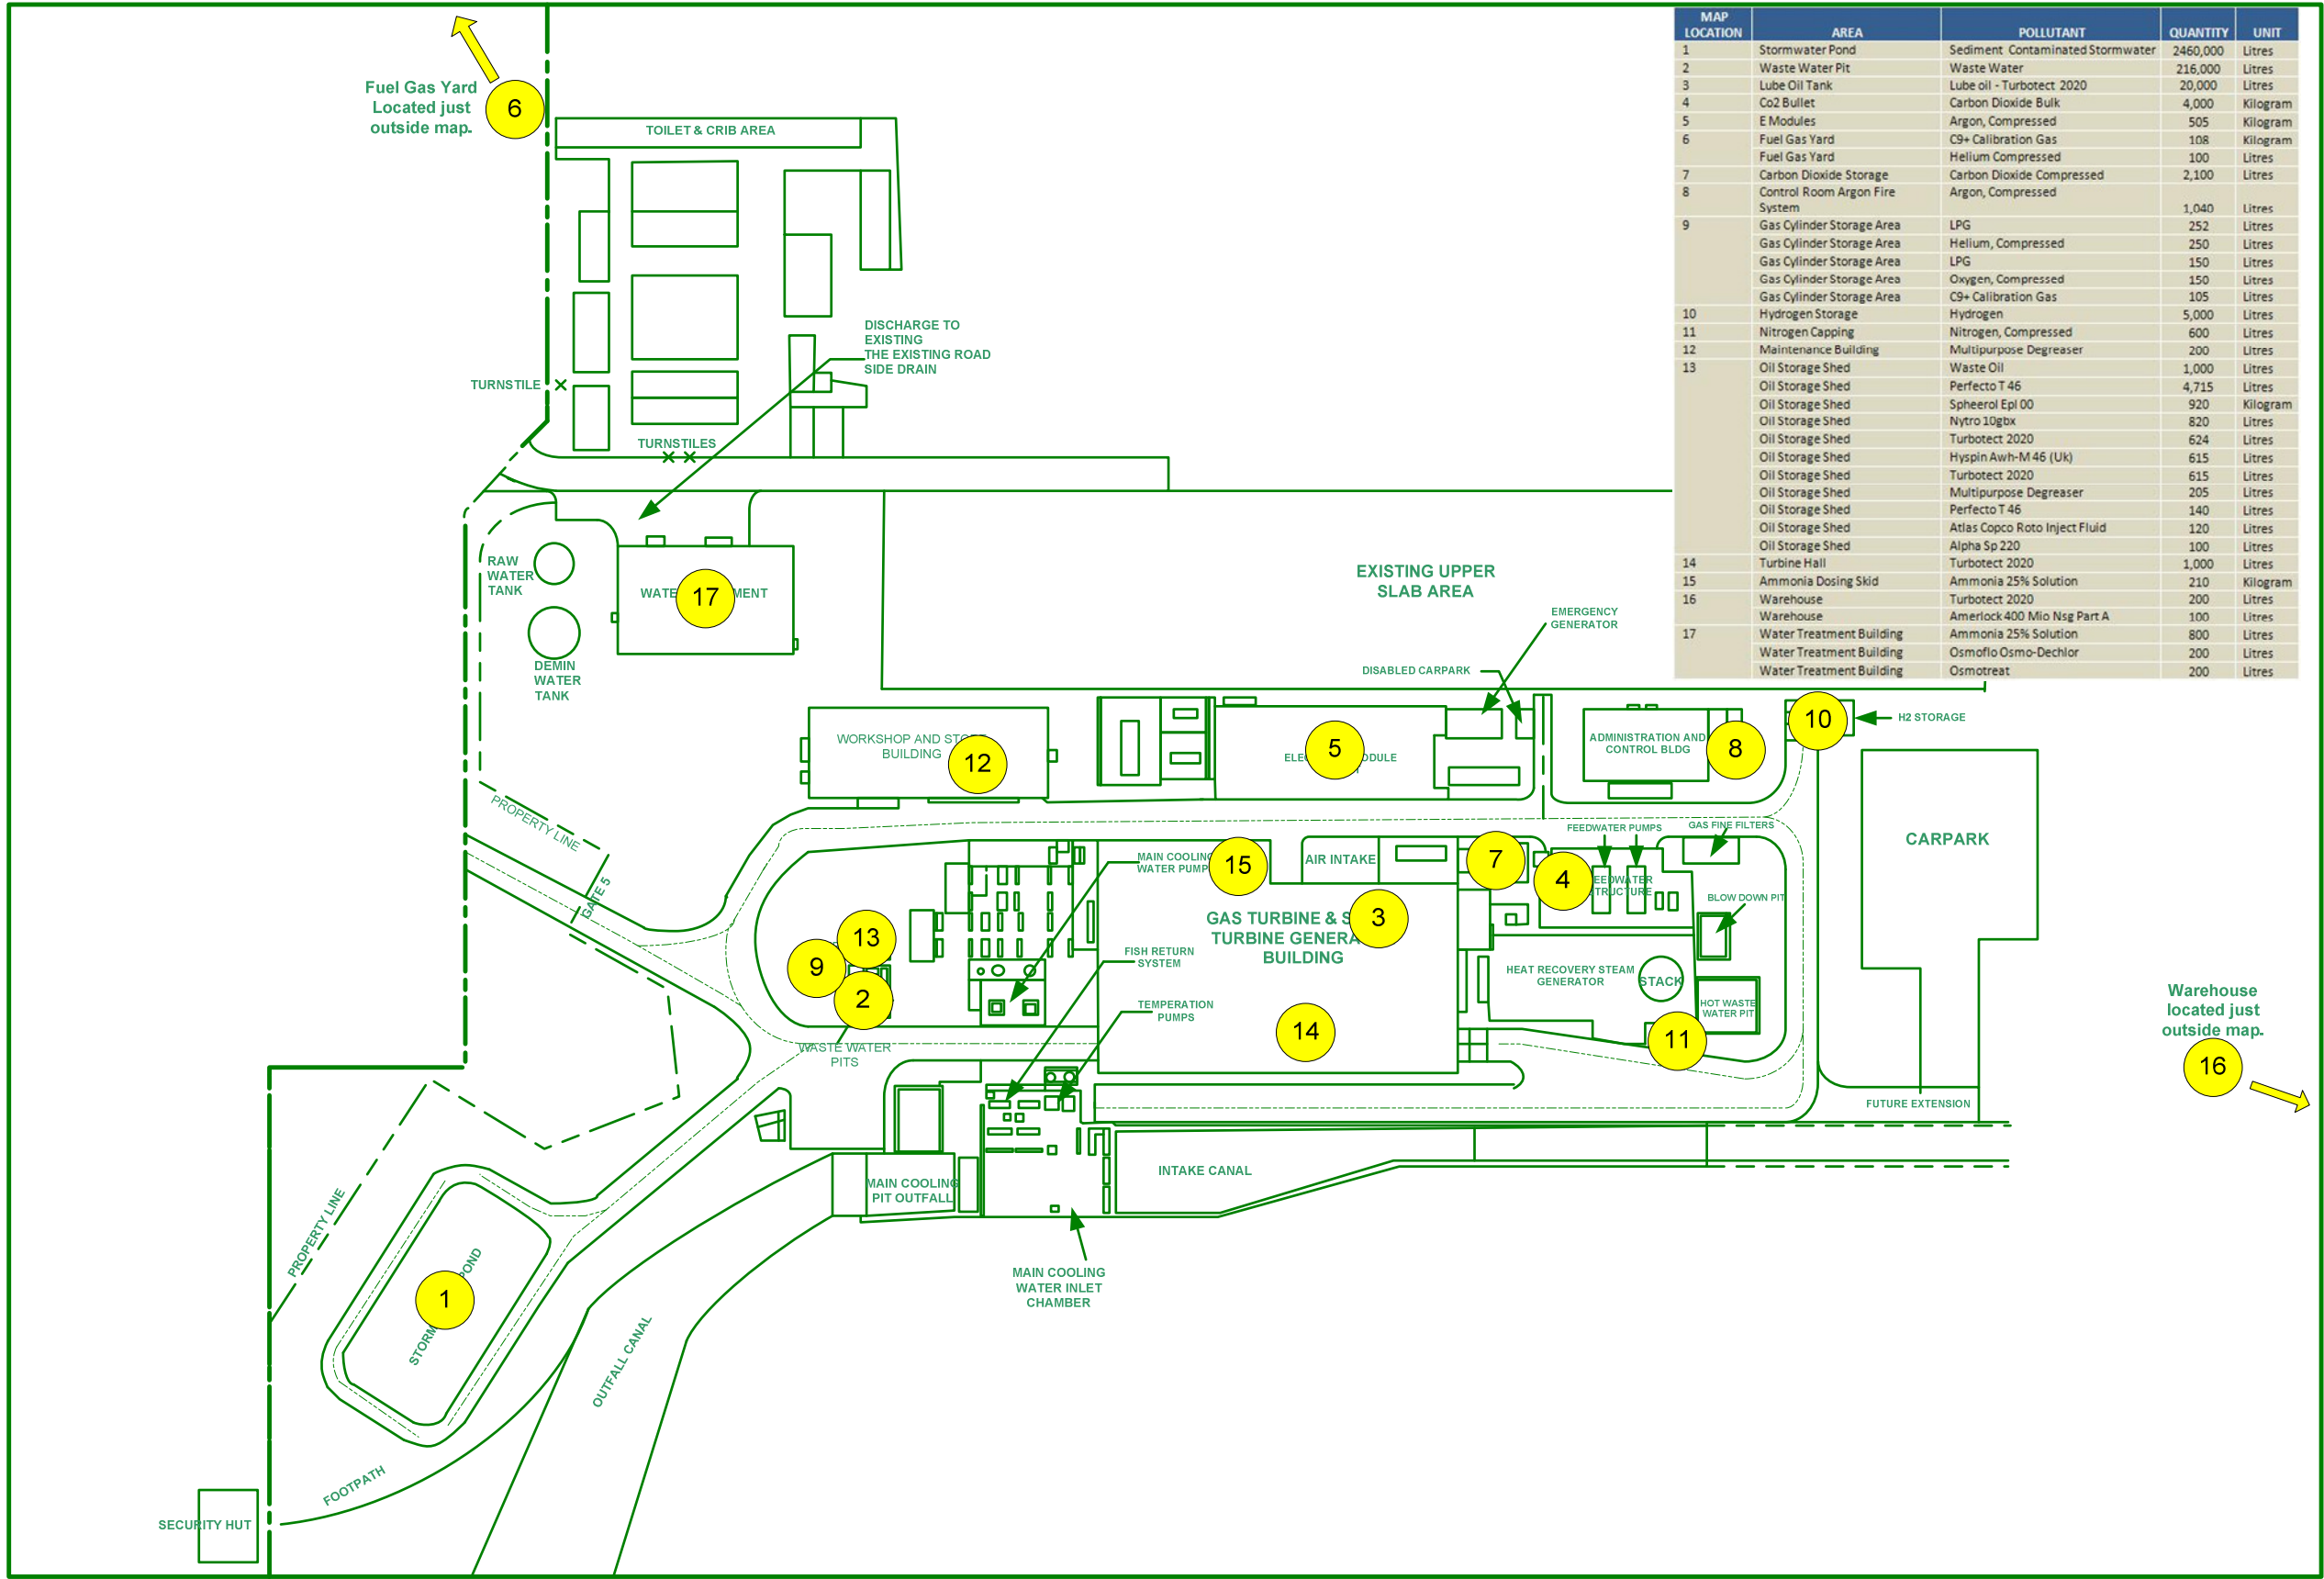 Fuel Gas Yard
Located just
outside map.
6
TOILET & CRIB AREA
DISCHARGE TO
EXISTING
THE EXISTING ROAD
SIDE DRAIN
TURNSTILE
TURNSTILES
RAW
WATER
TANK
DEMIN
WATER
TANK
17
EXISTING UPPER
SLAB AREA
EMERGENCY
GENERATOR
DISABLED CARPARK
MAP LOCATION AREA POLLUTANT QUANTITY UNIT
1 Stormwater Pond Sediment Contaminated Stormwater 2460,000 Litres
2 Waste Water Pit Waste Water 216,000 Litres
3 Lube Oil Tank Lube oil - Turbotect 2020 20,000 Litres
4 Co2 Bullet Carbon Dioxide Bulk 4,000 Kilogram
5 E Modules Argon, Compressed 505 Kilogram
6 Fuel Gas Yard C9+ Calibration Gas 108 Kilogram
Fuel Gas Yard Helium Compressed 100 Litres
7 Carbon Dioxide Storage Carbon Dioxide Compressed 2,100 Litres
8 Control Room Argon Fire System Argon, Compressed 1,040 Litres
9 Gas Cylinder Storage Area LPG 252 Litres
Gas Cylinder Storage Area Helium, Compressed 250 Litres
Gas Cylinder Storage Area LPG 150 Litres
Gas Cylinder Storage Area Oxygen, Compressed 150 Litres
Gas Cylinder Storage Area C9+ Calibration Gas 105 Litres
10 Hydrogen Storage Hydrogen 5,000 Litres
11 Nitrogen Capping Nitrogen, Compressed 600 Litres
12 Maintenance Building Multipurpose Degreaser 200 Litres
13 Oil Storage Shed Waste Oil 1,000 Litres
Oil Storage Shed Perfecto T 46 4,715 Litres
Oil Storage Shed Spheerol Epl 00 920 Kilogram
Oil Storage Shed Nytro 10gbx 820 Litres
Oil Storage Shed Turbotect 2020 624 Litres
Oil Storage Shed Hyspin Awh-M 46 (Uk) 615 Litres
Oil Storage Shed Turbotect 2020 615 Litres
Oil Storage Shed Multipurpose Degreaser 205 Litres
Oil Storage Shed Perfecto T 46 140 Litres
Oil Storage Shed Atlas Copco Roto Inject Fluid 120 Litres
Oil Storage Shed Alpha Sp 220 100 Litres
14 Turbine Hall Turbotect 2020 1,000 Litres
15 Ammonia Dosing Skid Ammonia 25% Solution 210 Kilogram
16 Warehouse Turbotect 2020 200 Litres
Warehouse Amerlock 400 Mio Nsg Part A 100 Litres
17 Water Treatment Building Ammonia 25% Solution 800 Litres
Water Treatment Building Osmoflo Osmo-Dechlor 200 Litres
Water Treatment Building Osmotreat 200 Litres
WORKSHOP AND
BUILDING
12
5
ADMINISTRATION AND
CONTROL BLDG
8
10
H2 STORAGE
CARPARK
PROPERTY LINE
GATE 5
MAIN COOLING
WATER PUMP
15
AIR INTAKE
7
4
FEEDWATER PUMPS
GAS FINE FILTERS
BLOW DOWN PIT
3
GAS TURBINE &
TURBINE
BUILDING
13
9
2
WASTE WATER
PITS
FISH RETURN
SYSTEM
TEMPERATION
PUMPS
14
HEAT RECOVERY STEAM
GENERATOR
STACK
HOT WASTE
WATER PIT
11
Warehouse
located just
outside map.
16
FUTURE EXTENSION
MAIN COOLING
PIT OUTFALL
INTAKE CANAL
MAIN COOLING
WATER INLET
CHAMBER
PROPERTY LINE
1
POND
OUTFALL CANAL
FOOTPATH
SECURITY HUT